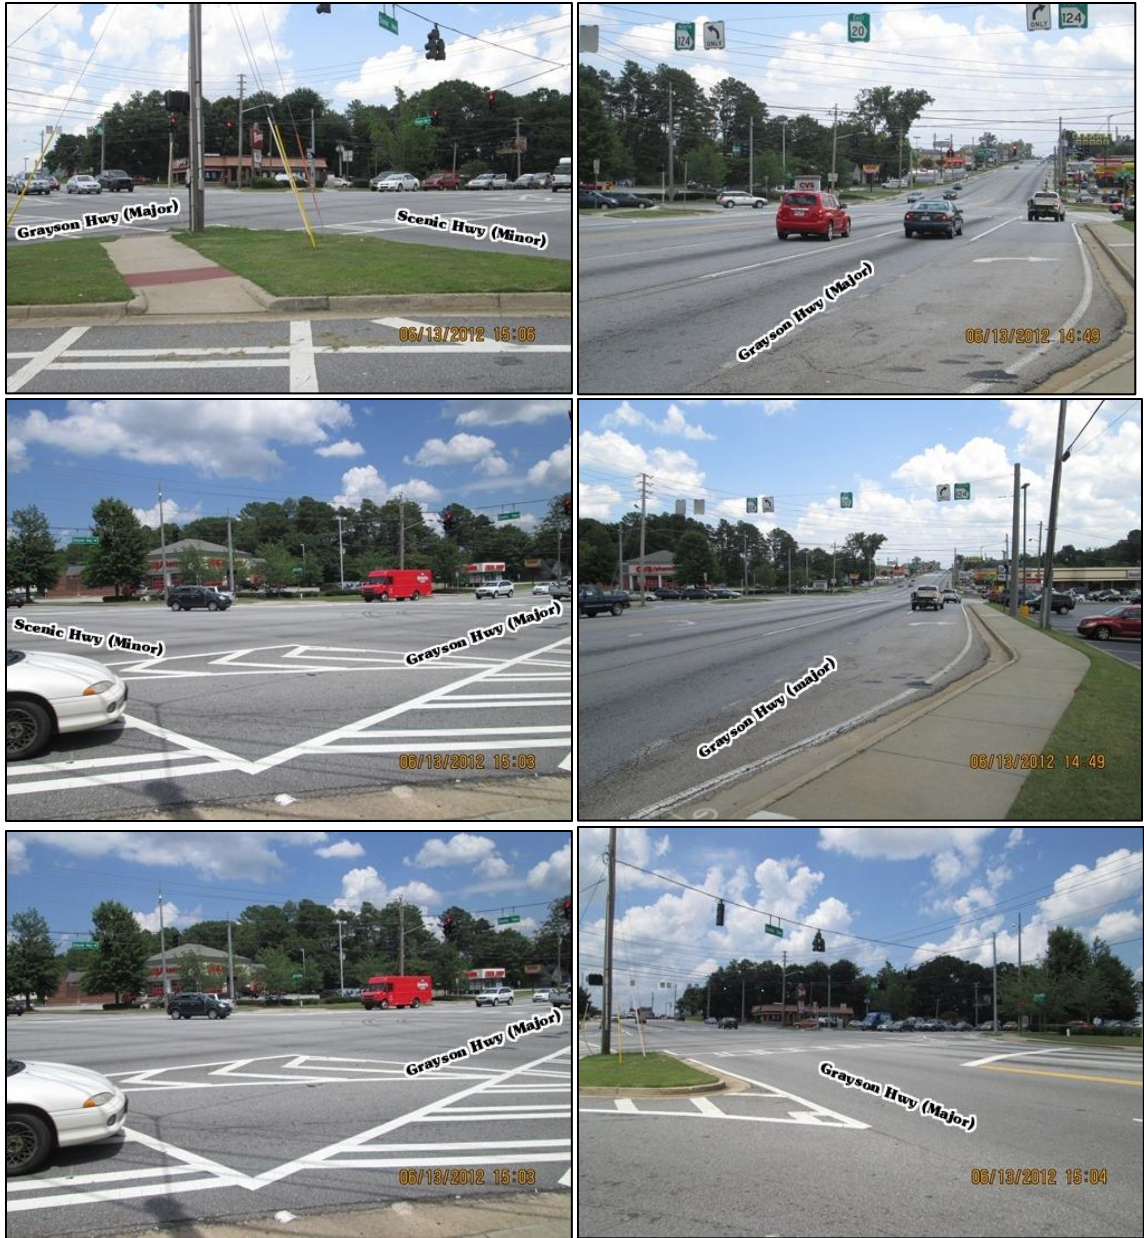 Grayson Hwy (Major)
Scenic Hwy (Minor)
06/13/2012 15:06
124
ONLY
East
20
ONLY
124
CVS
Grayson Hwy (Major)
06/13/2012 14:49
Scenic Hwy (Minor)
Grayson Hwy (Major)
06/13/2012 15:03
124
Grayson Hwy (major)
06/13/2012 14:49
Grayson Hwy (Major)
06/13/2012 15:03
Grayson Hwy (Major)
06/13/2012 15:04